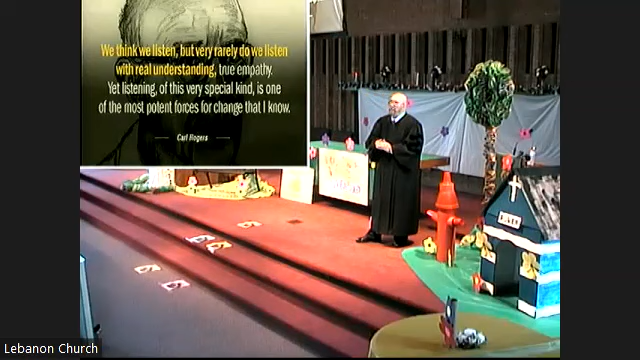 We think we listen, but very rarely do we listen
with real understanding, true empathy.
Yet listening, of this very special kind, is one
of the most potent forces for change that I know.
Carl Rogers
Lebanon Church